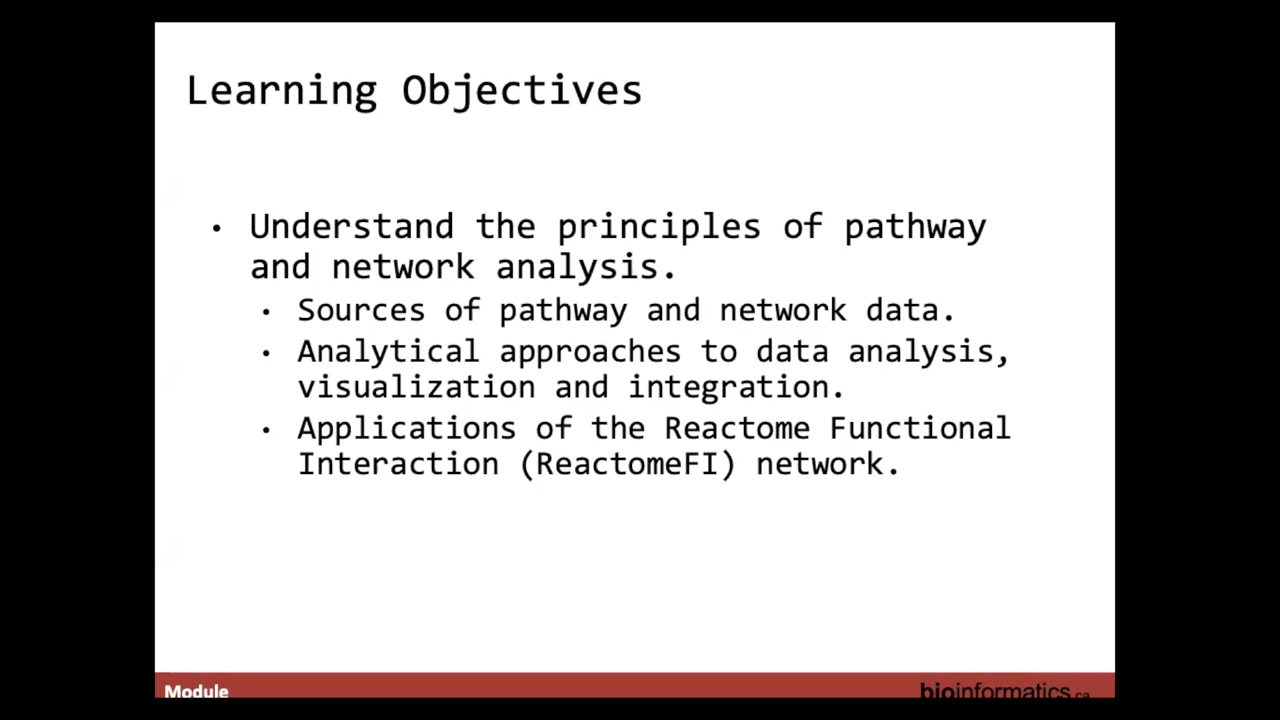 Learning Objectives
• Understand the principles of pathway
and network analysis.
• Sources of pathway and network data.
• Analytical approaches to data analysis,
visualization and integration.
• Applications of the Reactome Functional
Interaction (ReactomeFI) network.
Module
bioinformatics.ca